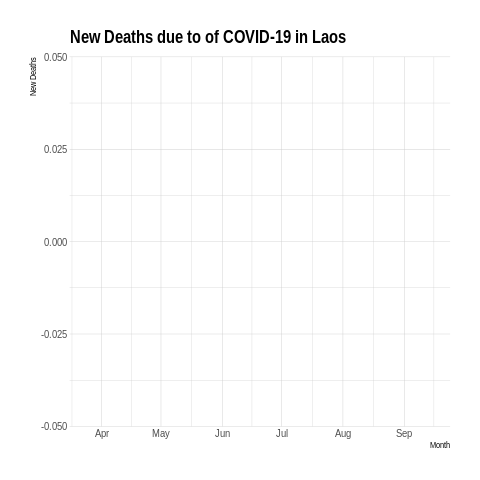 New Deaths due to of COVID-19 in Laos
New Deaths
0.050
0.025
0.000
-0.025
-0.050
Apr May Jun Jul Aug Sep
Month